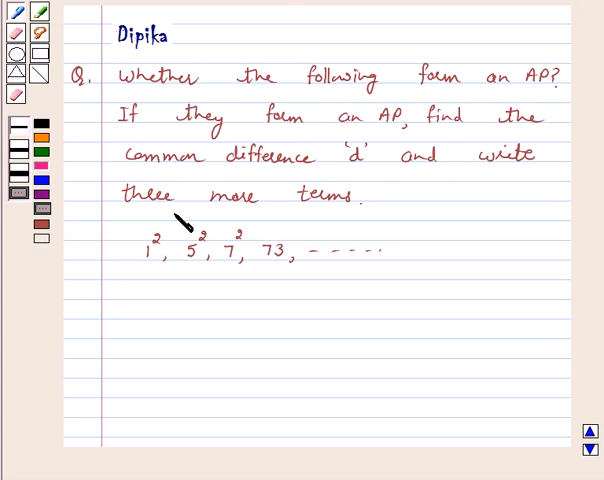 Dipika
Q. Whether the following form an AP?
If they form an AP, find the
common difference 'd' and write
three more terms.
1², 5², 7², 73, - - - - - .